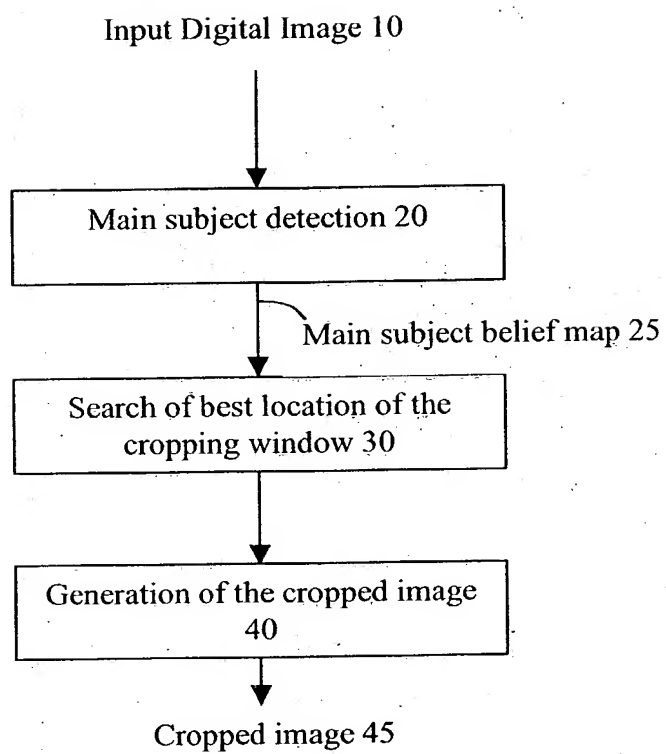 Input Digital Image 10
Main subject detection 20
Main subject belief map 25
Search of best location of the
cropping window 30
Generation of the cropped image
40
Cropped image 45